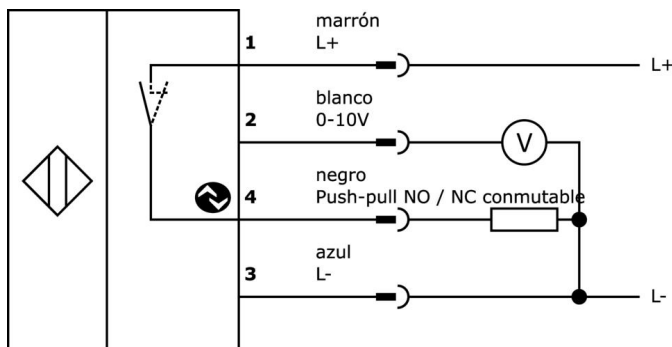 marrón
1 L+
L+
blanco
2 0-10V
V
negro
4 Push-pull NO / NC conmutable
azul
3 L-
L-